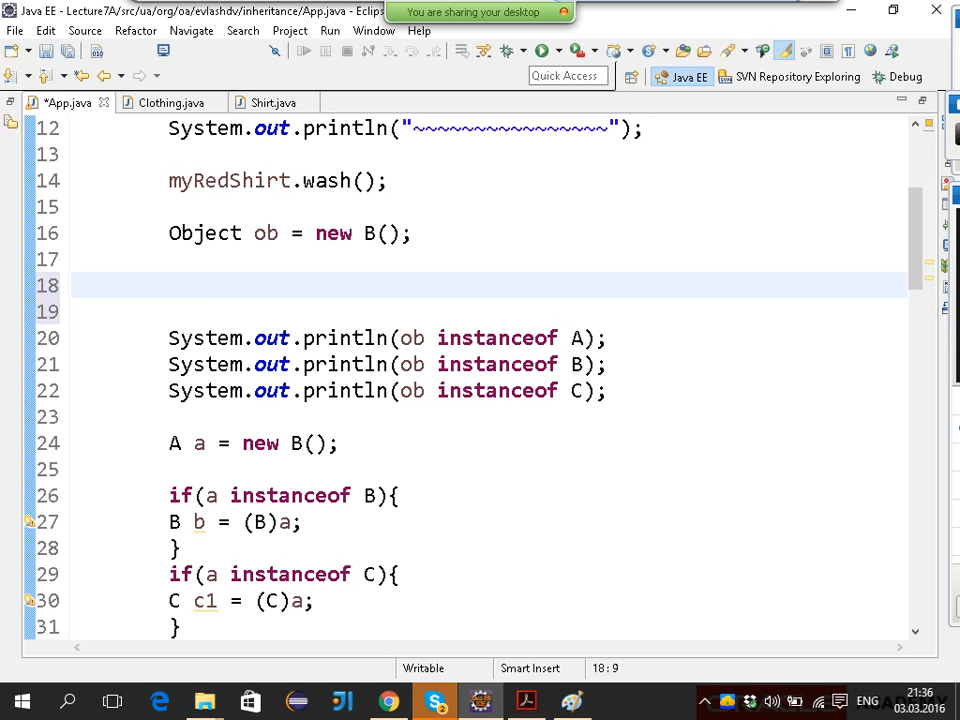 Java EE - Lecture7A/src/ua/org/oa/evlashdv/inheritance/App.java - Eclips
You are sharing your desktop
File Edit Source Refactor Navigate Search Project Run Window Help
Quick Access
Java EE
SVN Repository Exploring
Debug
*App.java
Clothing.java
Shirt.java
12 System.out.println("~~~~~~~~~~~~~~~~");
13
14 myRedShirt.wash();
15
16 Object ob = new B();
17
18
19
20 System.out.println(ob instanceof A);
21 System.out.println(ob instanceof B);
22 System.out.println(ob instanceof C);
23
24 A a = new B();
25
26 if(a instanceof B){
27 B b = (B)a;
28 }
29 if(a instanceof C){
30 C c1 = (C)a;
31 }
Writable
Smart Insert
18:9
ENG
21:36
03.03.2016